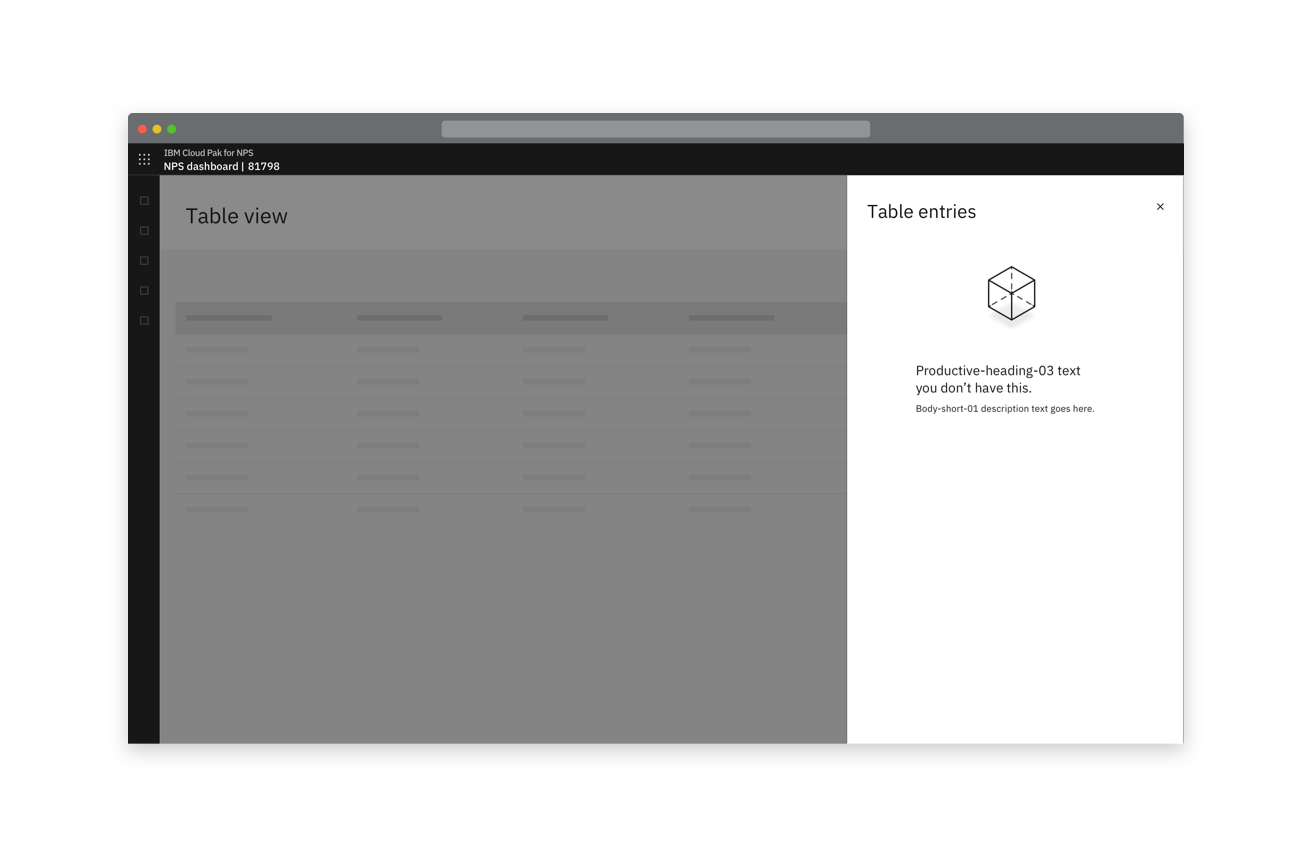 IBM Cloud Pak for NPS
NPS dashboard | 81798
Table view
Table entries
Productive-heading-03 text
you don’t have this.
Body-short-01 description text goes here.